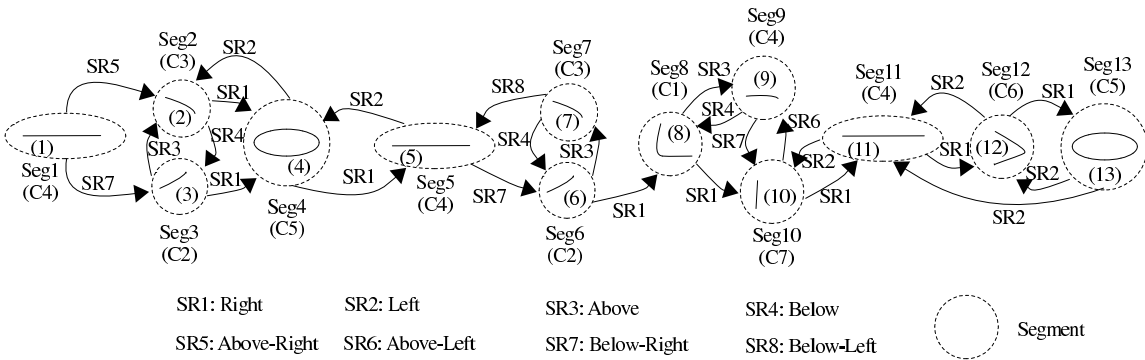 Seg9
(C4)
Seg2
(C3)
SR2
Seg7
(C3)
Seg8
(C1)
SR3
(9)
Seg11
(C4)
Seg12
(C6)
Seg13
(C5)
SR5
SR1
SR8
SR2
SR1
(2)
SR2
(7)
SR4
SR6
SR4
SR4
(8)
SR7
(1)
SR3
(4)
(5)
SR3
(11)
SR1
(12)
SR2
Seg1
(C4)
SR7
(3)
SR1
SR1
Seg5
(C4)
SR7
(6)
SR1
SR1
(10)
SR1
SR2
(13)
SR2
Seg3
(C2)
Seg4
(C5)
Seg6
(C2)
Seg10
(C7)
SR1: Right SR2: Left SR3: Above SR4: Below
SR5: Above-Right SR6: Above-Left SR7: Below-Right SR8: Below-Left
Segment